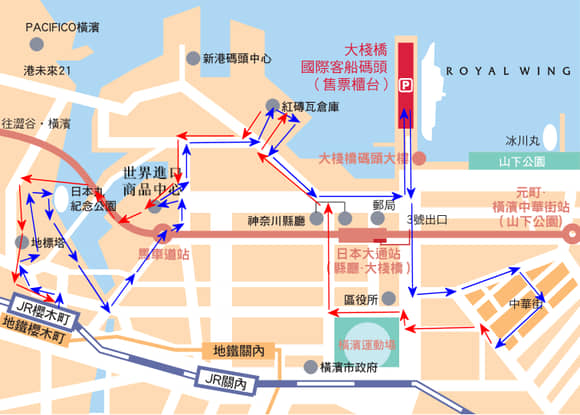 PACIFICO橫濱
港未來21
往澀谷・橫濱
新港碼頭中心
紅磚瓦倉庫
大棧橋
國際客船碼頭
(售票櫃台)
P
ROYAL WING
冰川丸
山下公園
大棧橋碼頭大樓
世界進口
商品中心
日本丸
紀念公園
地標塔
馬車道站
神奈川縣廳
郵局
3號出口
日本大通站
(縣廳・大棧橋)
元町・
橫濱中華街站
(山下公園)
中華街
區役所
橫濱運動場
橫濱市政府
JR櫻木町
地鐵櫻木町
地鐵關內
JR關內